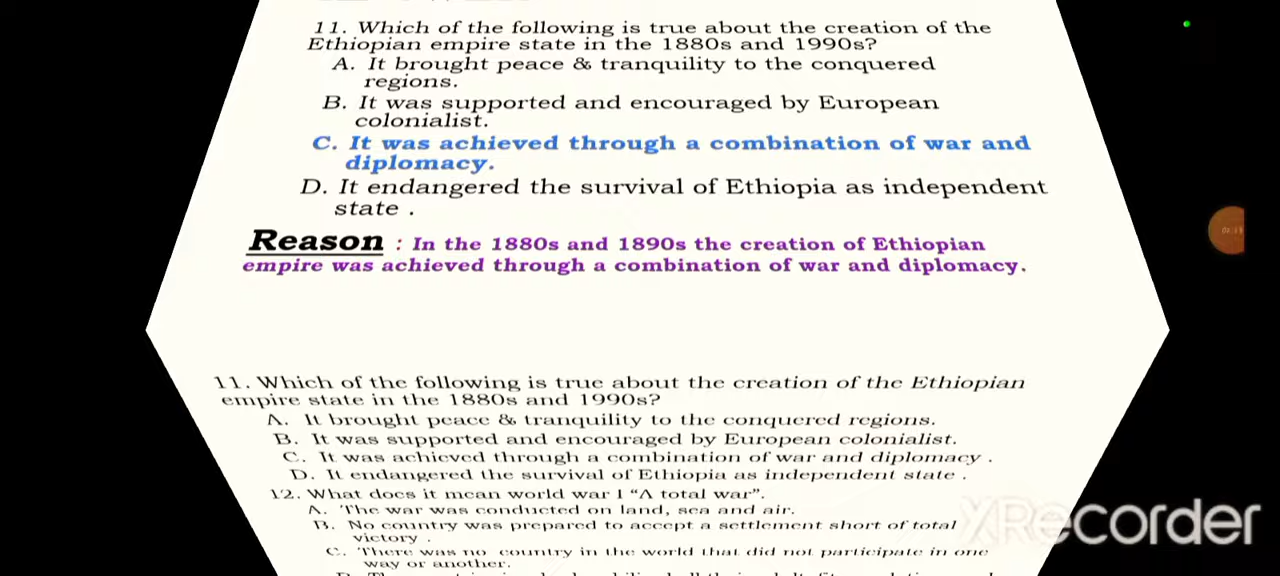 11. Which of the following is true about the creation of the
Ethiopian empire state in the 1880s and 1990s?
A. It brought peace & tranquility to the conquered
regions.
B. It was supported and encouraged by European
colonialist.
C. It was achieved through a combination of war and
diplomacy.
D. It endangered the survival of Ethiopia as independent
state .
Reason : In the 1880s and 1890s the creation of Ethiopian
empire was achieved through a combination of war and diplomacy.
11. Which of the following is true about the creation of the Ethiopian
empire state in the 1880s and 1990s?
A. It brought peace & tranquility to the conquered regions.
B. It was supported and encouraged by European colonialist.
C. It was achieved through a combination of war and diplomacy .
D. It endangered the survival of Ethiopia as independent state .
12. What does it mean world war I “A total war”.
A. The war was conducted on land, sea and air.
B. No country was prepared to accept a settlement short of total
victory .
C. There was no country in the world that did not participate in one
way or another.
XRecorder